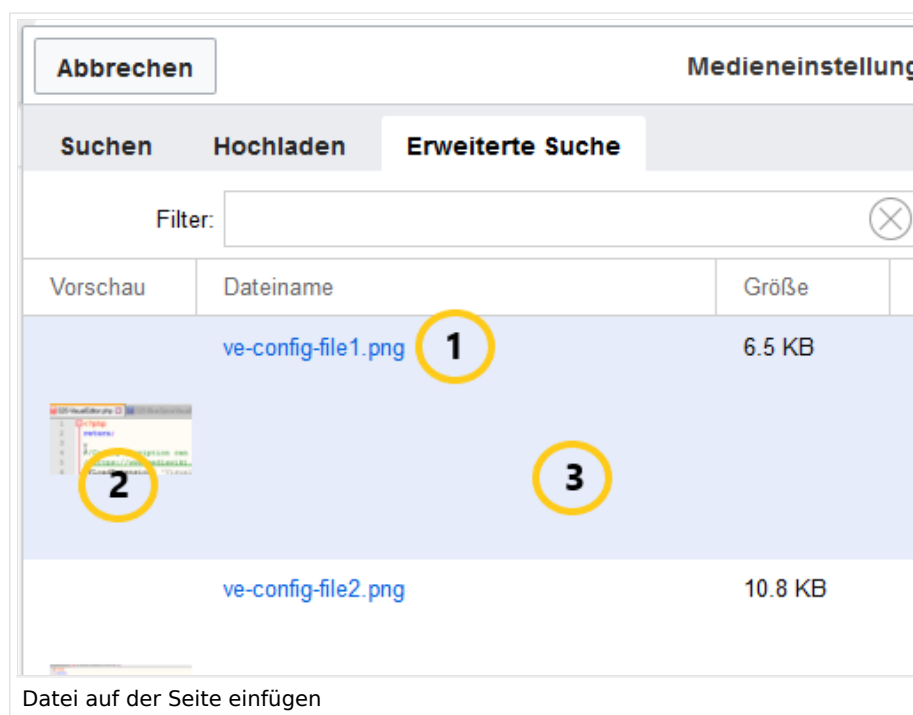 Abbrechen Medieneinstellung
Suchen Hochladen Erweiterte Suche
Filter:
Vorschau Dateiname Größe
ve-config-file1.png 1 6.5 KB
2 3
ve-config-file2.png 10.8 KB
Datei auf der Seite einfügen